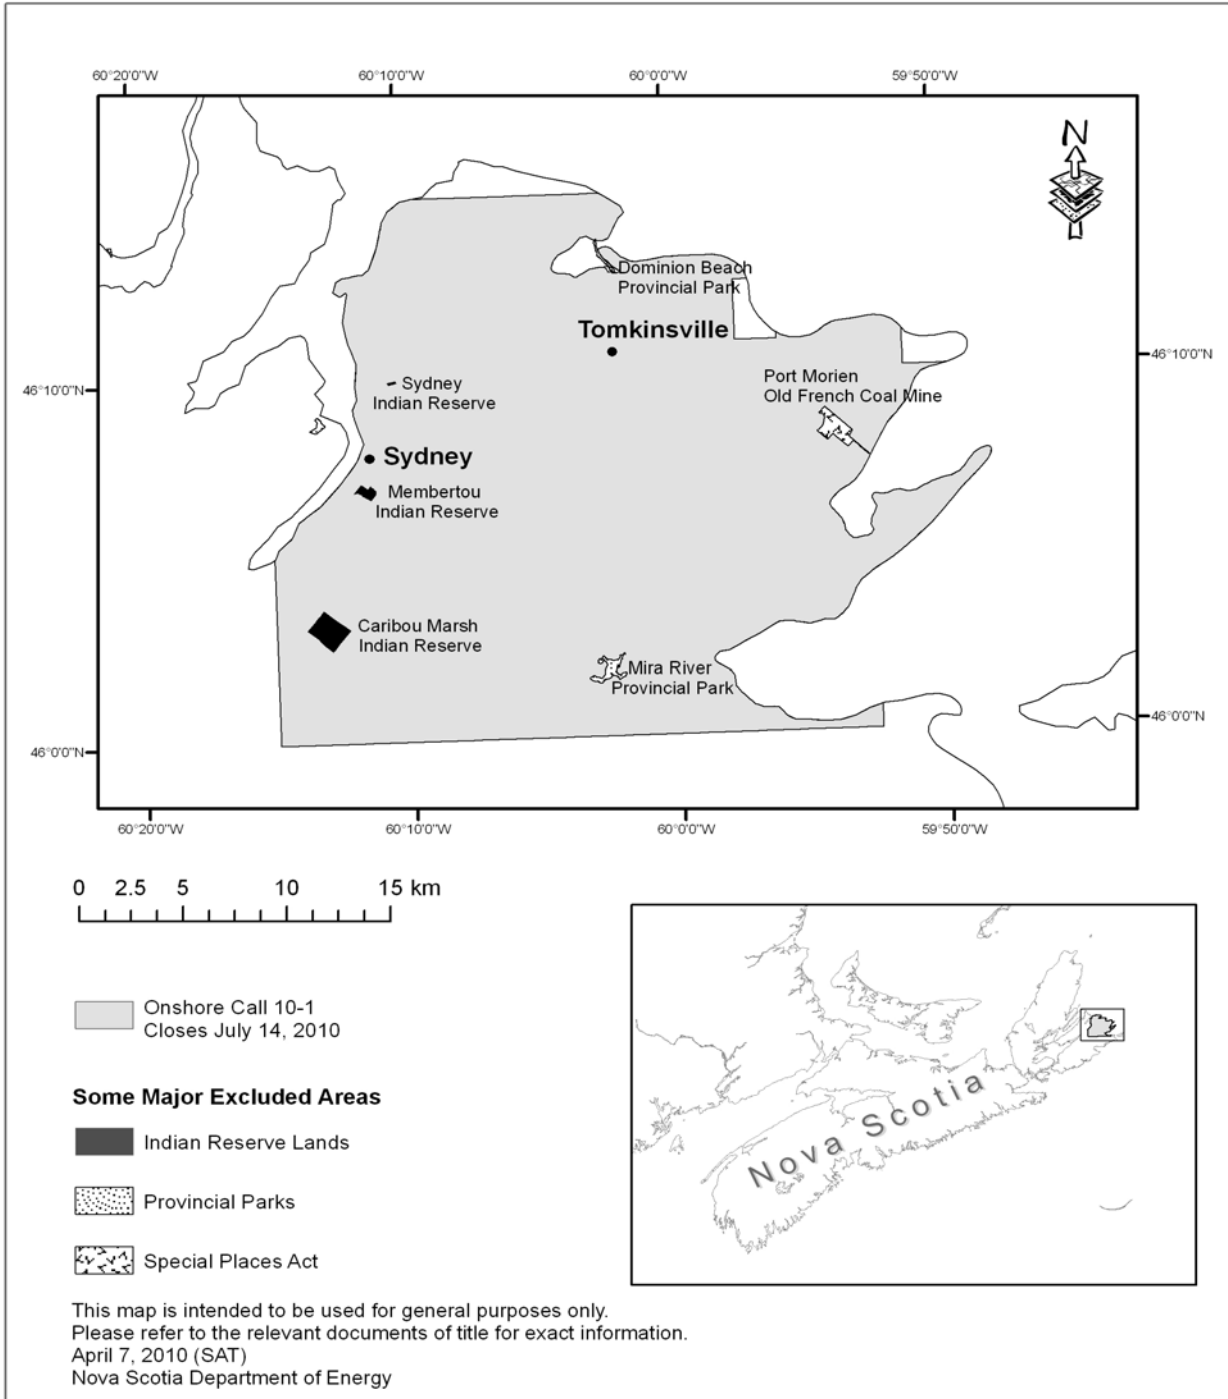 60°20'0"W 60°10'0"W 60°0'0"W 59°50'0"W
N
Dominion Beach
Provincial Park
Tomkinsville
46°10'0"N
Port Morien
Old French Coal Mine
Sydney
Indian Reserve
46°10'0"N
Sydney
Membertou
Indian Reserve
Caribou Marsh
Indian Reserve
Mira River
Provincial Park
46°0'0"N
46°0'0"N
60°20'0"W 60°10'0"W 60°0'0"W 59°50'0"W
0 2.5 5 10 15 km
Onshore Call 10-1
Closes July 14, 2010
Some Major Excluded Areas
Indian Reserve Lands
Provincial Parks
Special Places Act
Nova Scotia
This map is intended to be used for general purposes only.
Please refer to the relevant documents of title for exact information.
April 7, 2010 (SAT)
Nova Scotia Department of Energy